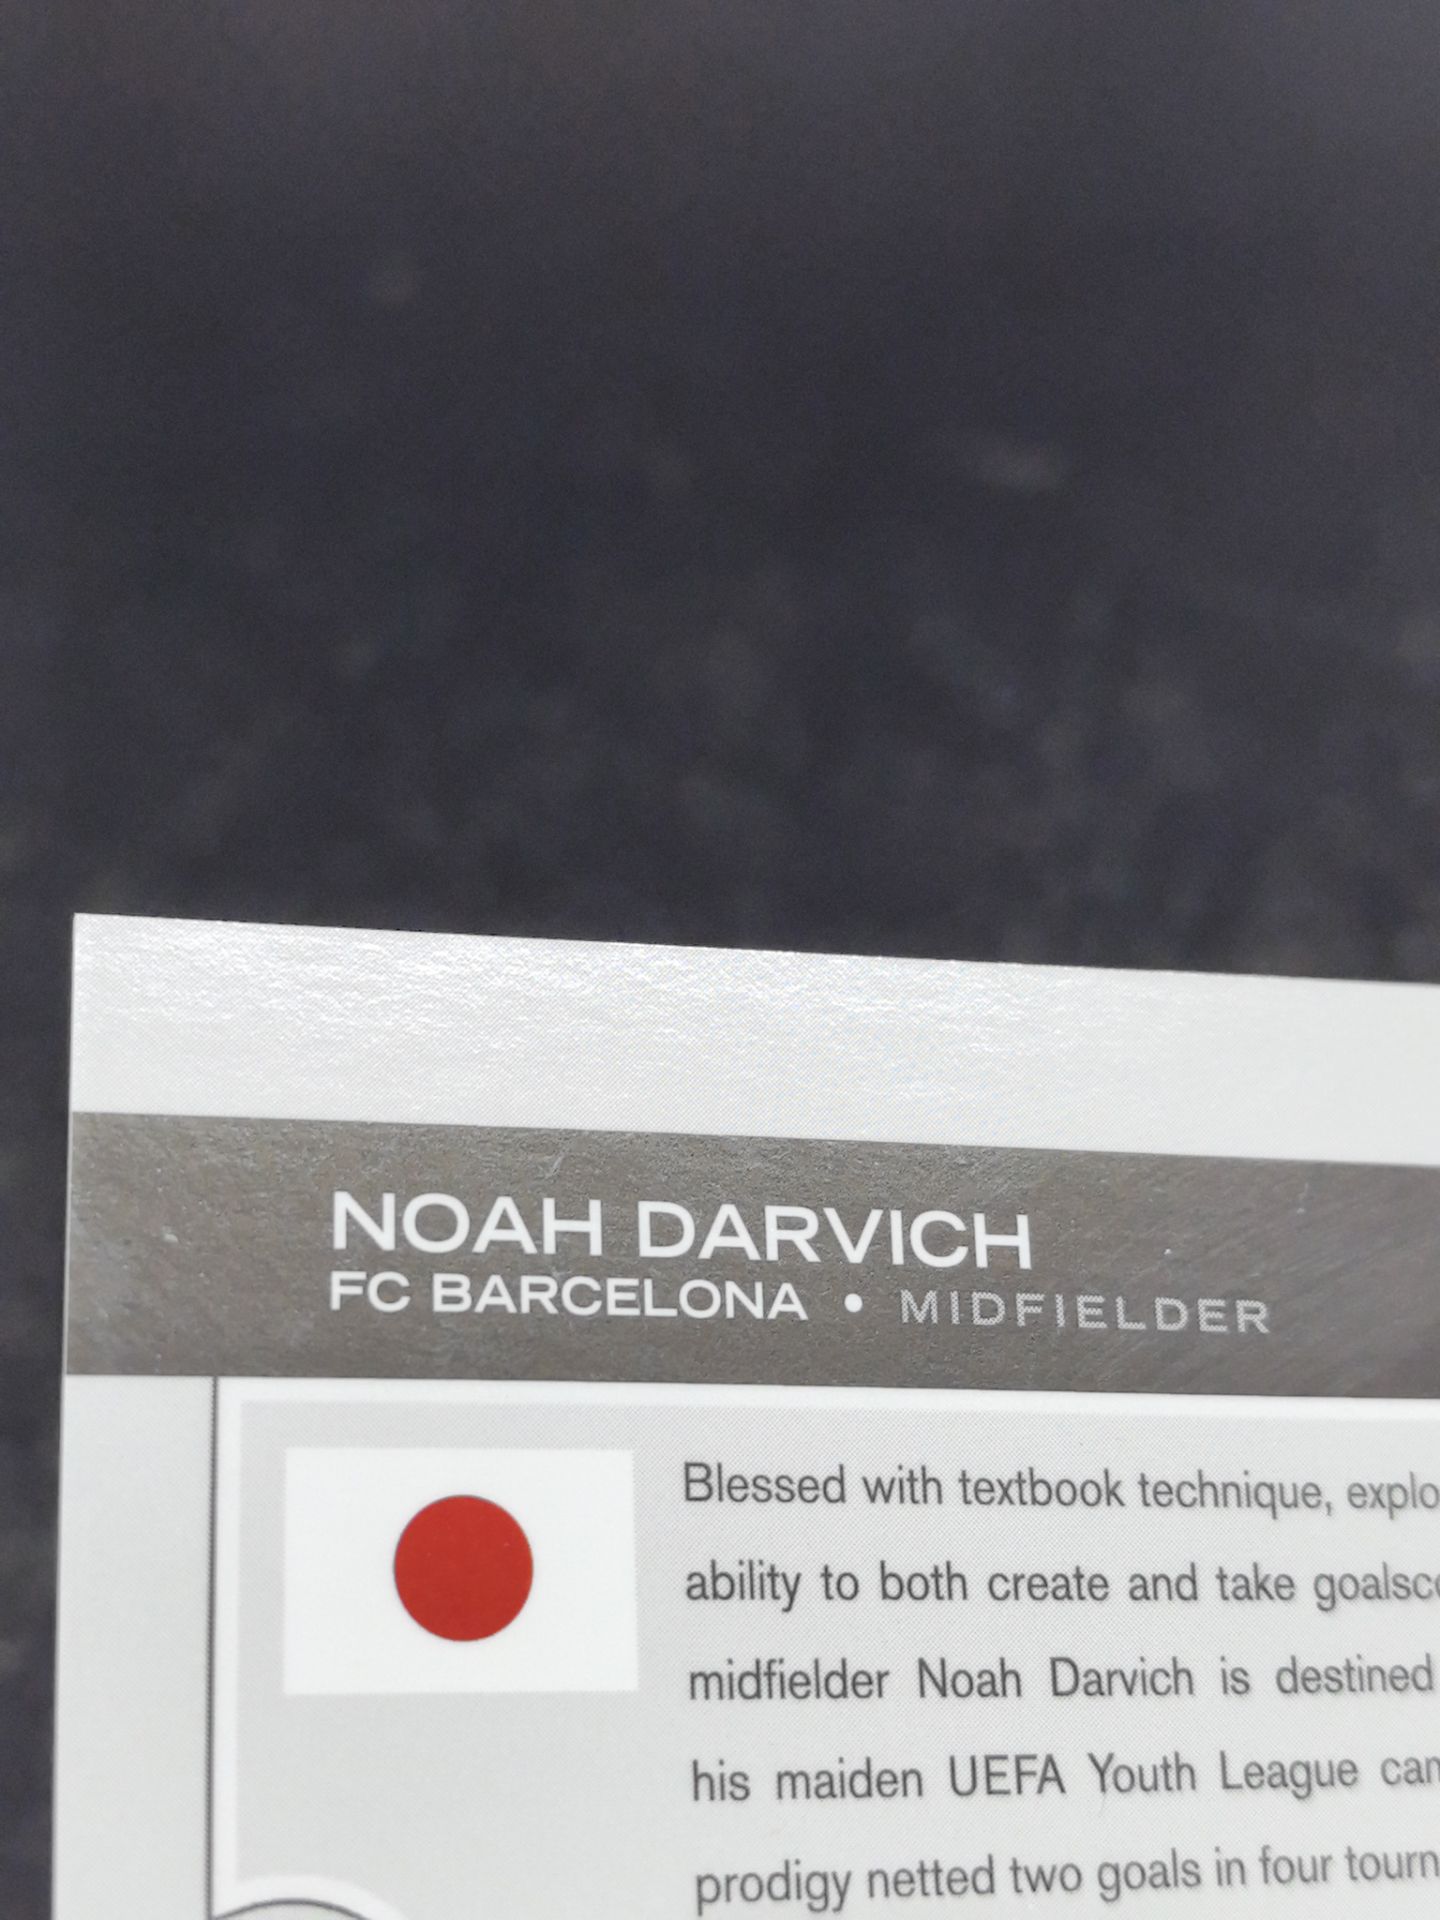 NOAH DARVICH
FC BARCELONA • MIDFIELDER
Blessed with textbook technique,
ability to both create and take
midfielder Noah Darvich is destined
his maiden UEFA Youth League
prodigy netted two goals in four